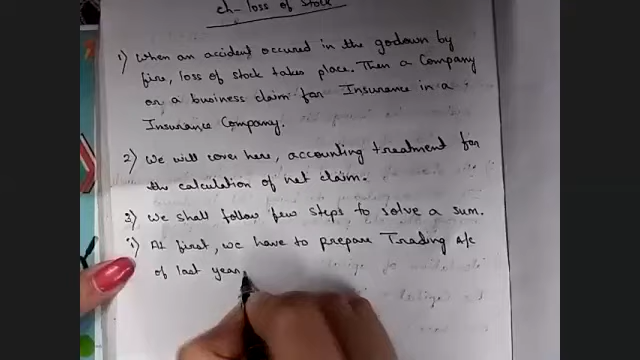 ch- loss of stock
1) When an accident occured in the godown by
fire, loss of stock takes place. Then a Company
or a business claim for Insurance in a
Insurance Company.
2) We will cover here, accounting treatment for
the calculation of net claim.
3) We shall follow few steps to solve a sum.
i) At first, we have to prepare Trading A/c
of last year